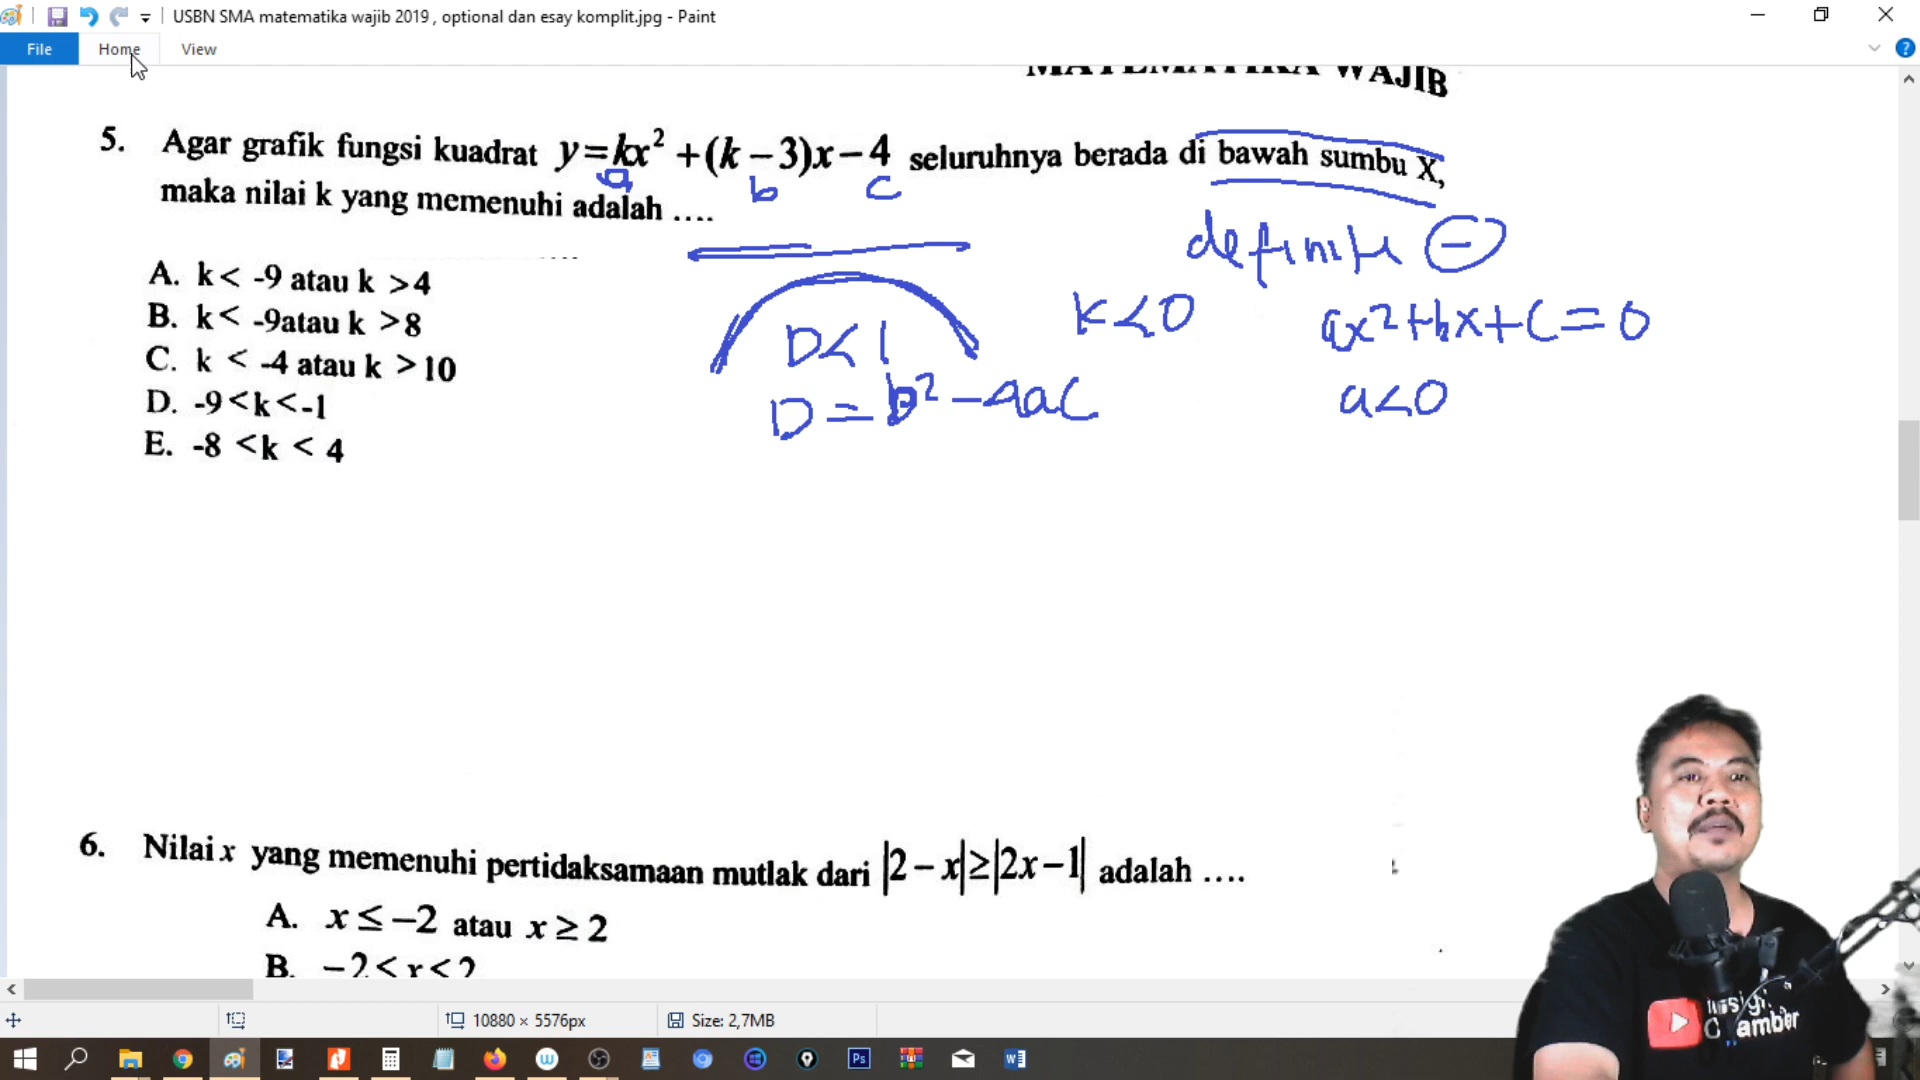 USBN SMA matematika wajib 2019 , optional dan esay komplit.jpg - Paint
File Home View
MATEMATIKA WAJIB
5. Agar grafik fungsi kuadrat y=kx² +(k−3)x−4 seluruhnya berada di bawah sumbu X,
a b c
maka nilai k yang memenuhi adalah ....
definit −
A. k< -9 atau k >4
B. k< -9atau k >8
C. k < -4 atau k >10
D. -9<k<-1
E. -8 <k < 4
k<0 ax²+bx+c=0
D<1
a<0
D=b²−4ac
6. Nilai x yang memenuhi pertidaksamaan mutlak dari |2−x|≥|2x−1| adalah ....
A. x≤−2 atau x≥2
B. −2<x<2
10880 × 5576px Size: 2,7MB